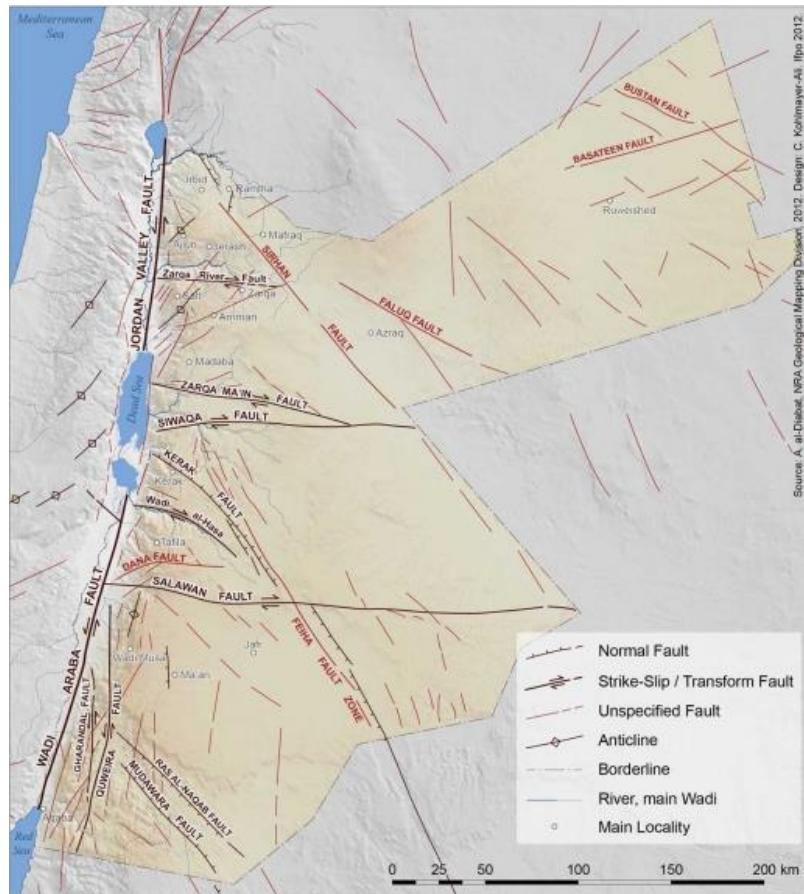 Mediterranean
Sea
BUSTAN FAULT
BASATEEN FAULT
Irbid
Ramtha
Ruweished
Mafraq
Ajlun
Jerash
SIRHAN
FAULT
JORDAN VALLEY FAULT
Zarqa River Fault
Salt
Zarqa
Amman
FALUQ FAULT
Azraq
Madaba
Dead Sea
ZARQA MA'IN FAULT
SIWAQA FAULT
KERAK FAULT
Kerak
Wadi al-Hasa
Tafila
DANA FAULT
SALAWAN FAULT
FEIHA FAULT ZONE
Jafr
Wadi Musa
Ma'an
WADI ARABA FAULT
GHARANDAL FAULT
QUWEIRA FAULT
RAS AL-NAQAB FAULT
MUDAWARA FAULT
Aqaba
Red
Sea
Normal Fault
Strike-Slip / Transform Fault
Unspecified Fault
Anticline
Borderline
River, main Wadi
Main Locality
0 25 50 100 150 200 km
Source: A. al-Diabat, NRA Geological Mapping Division, 2012. Design: C. Kohlmayer-Ali. Ifpo 2012.